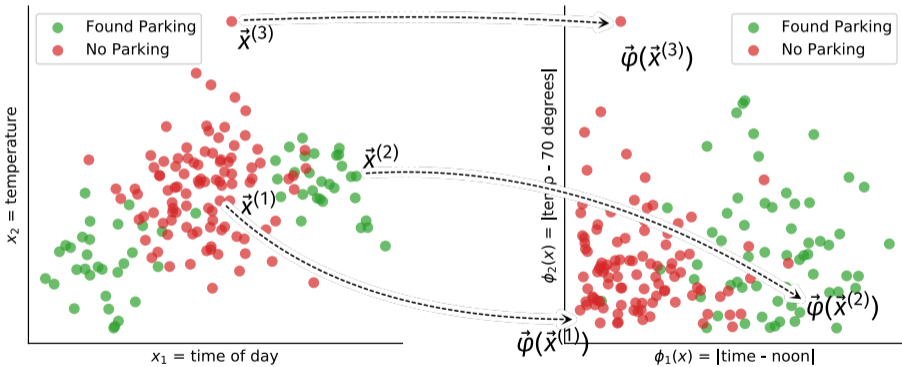 Found Parking
No Parking
x⃗⁽³⁾
x⃗⁽²⁾
x⃗⁽¹⁾
x₂ = temperature
x₁ = time of day
Found Parking
No Parking
φ⃗(x⃗⁽³⁾)
φ⃗(x⃗⁽²⁾)
φ⃗(x⃗⁽¹⁾)
ϕ₂(x) = |temp - 70 degrees|
ϕ₁(x) = |time - noon|